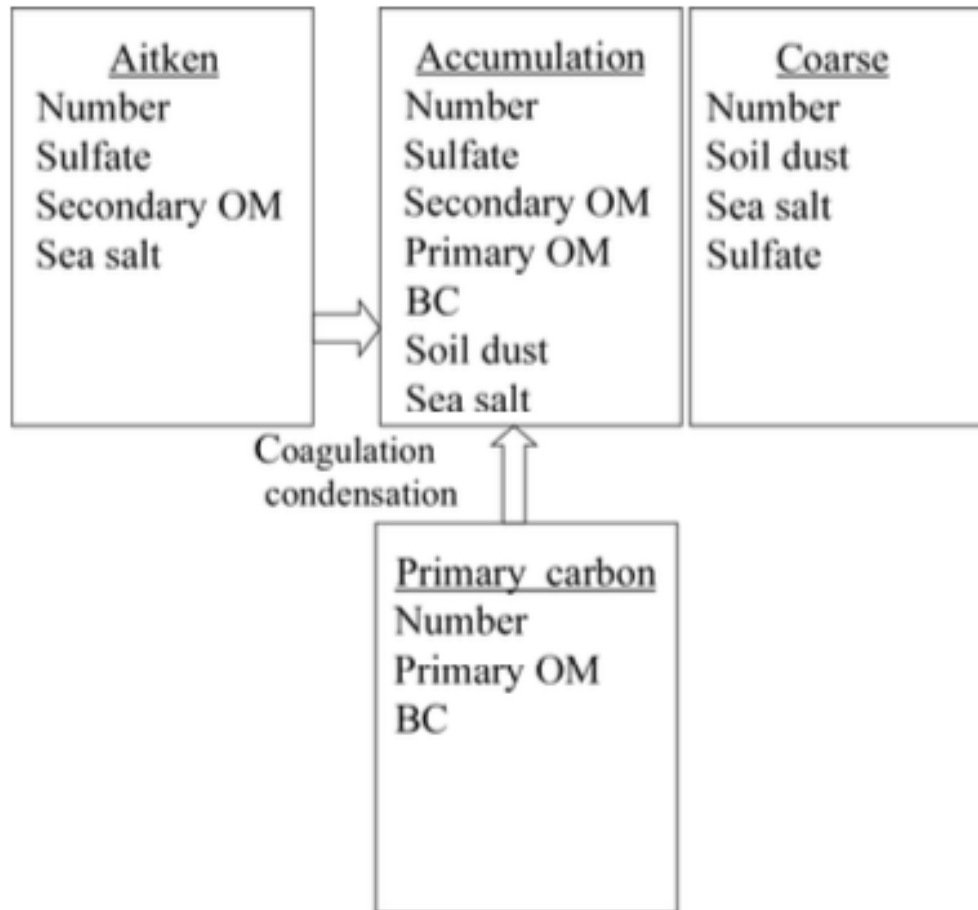 Aitken
Number
Sulfate
Secondary OM
Sea salt
Accumulation
Number
Sulfate
Secondary OM
Primary OM
BC
Soil dust
Sea salt
Coarse
Number
Soil dust
Sea salt
Sulfate
Coagulation
condensation
Primary carbon
Number
Primary OM
BC